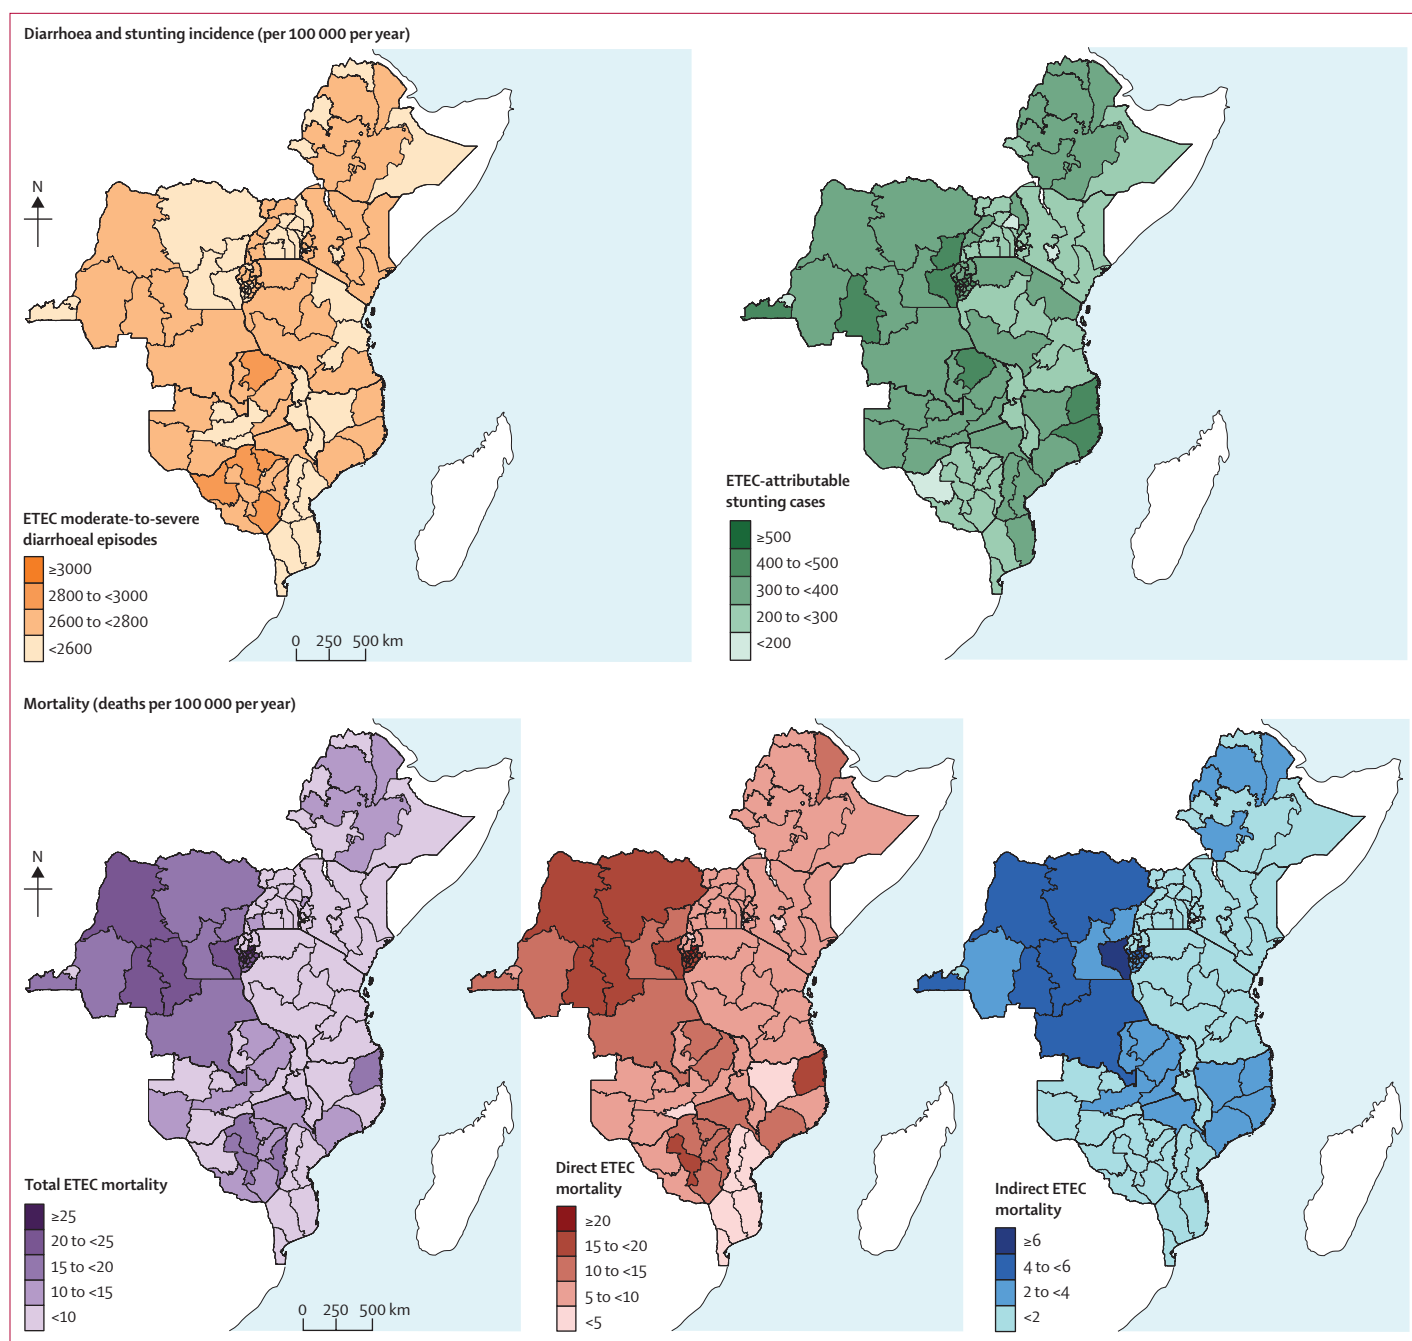 Diarrhoea and stunting incidence (per 100 000 per year)
N
ETEC moderate-to-severe
diarrhoeal episodes
≥3000
2800 to <3000
2600 to <2800
<2600
0 250 500 km
ETEC-attributable
stunting cases
≥500
400 to <500
300 to <400
200 to <300
<200
Mortality (deaths per 100 000 per year)
N
Total ETEC mortality
≥25
20 to <25
15 to <20
10 to <15
<10
0 250 500 km
Direct ETEC
mortality
≥20
15 to <20
10 to <15
5 to <10
<5
Indirect ETEC
mortality
≥6
4 to <6
2 to <4
<2